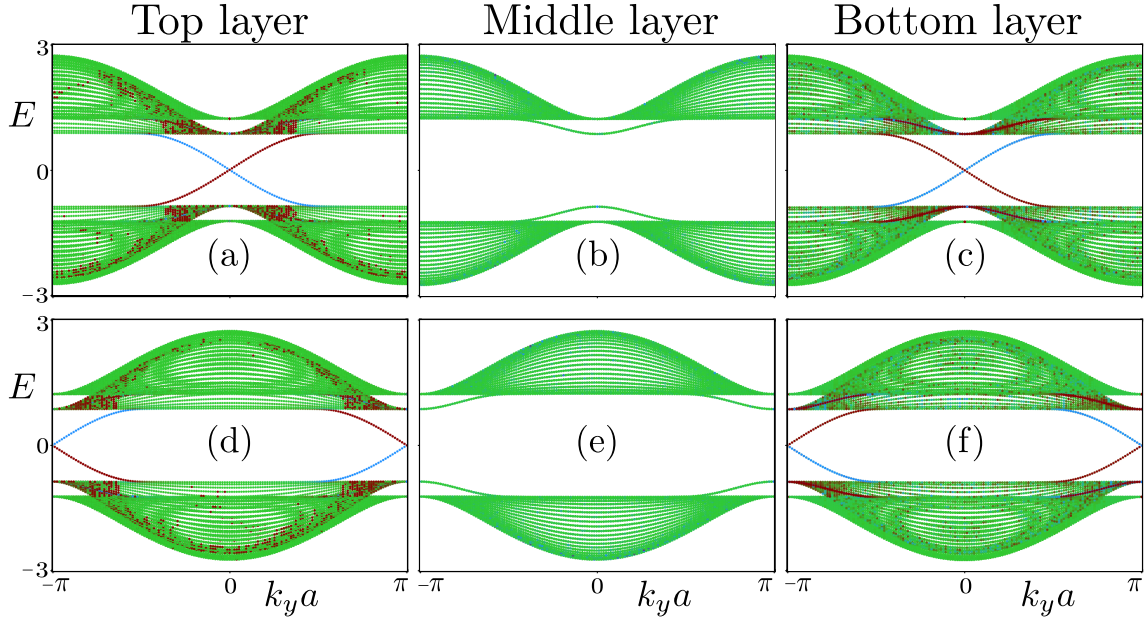 Top layer Middle layer Bottom layer
3
E
0
−3
(a) (b) (c)
3
E
0
−3
(d) (e) (f)
−π 0 π −π 0 π −π 0 π
k_y a k_y a k_y a